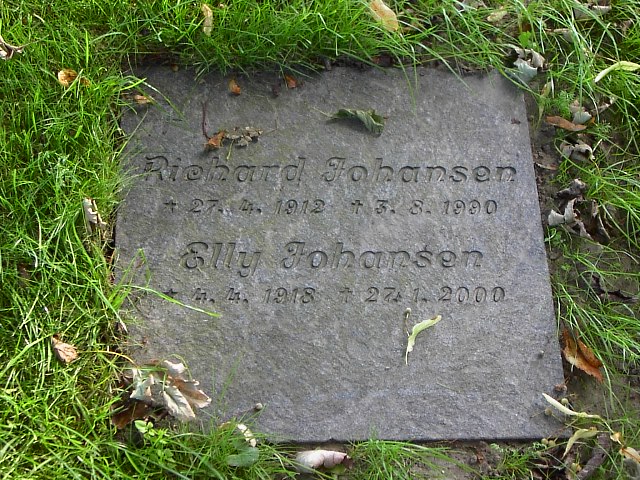 Richard Johansen
✝ 27. 4. 1912 ✝ 3. 8. 1990
Elly Johansen
✝ 4. 4. 1918 ✝ 27. 1. 2000